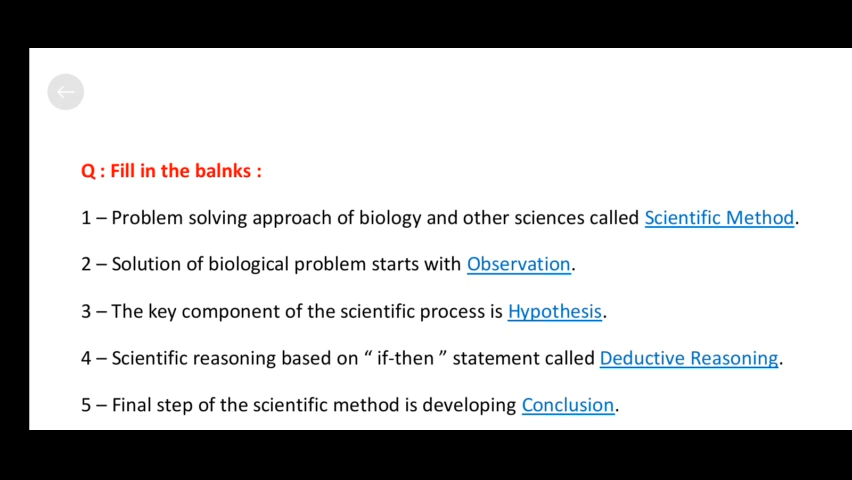 Q : Fill in the balnks :
1 – Problem solving approach of biology and other sciences called Scientific Method.
2 – Solution of biological problem starts with Observation.
3 – The key component of the scientific process is Hypothesis.
4 – Scientific reasoning based on “ if-then ” statement called Deductive Reasoning.
5 – Final step of the scientific method is developing Conclusion.